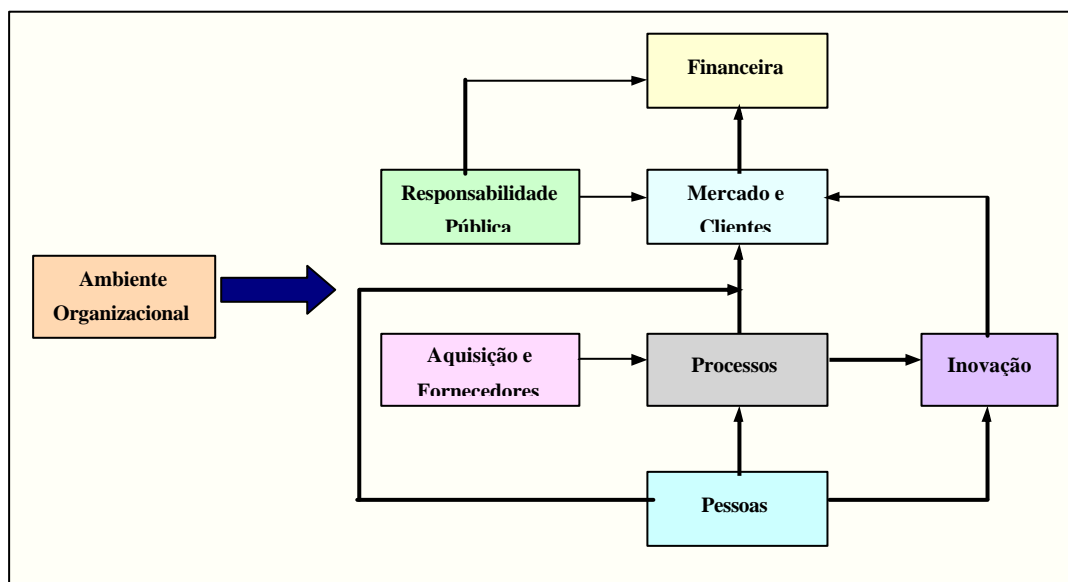 Financeira
Responsabilidade
Pública
Mercado e
Clientes
Ambiente
Organizacional
Aquisição e
Fornecedores
Processos
Inovação
Pessoas